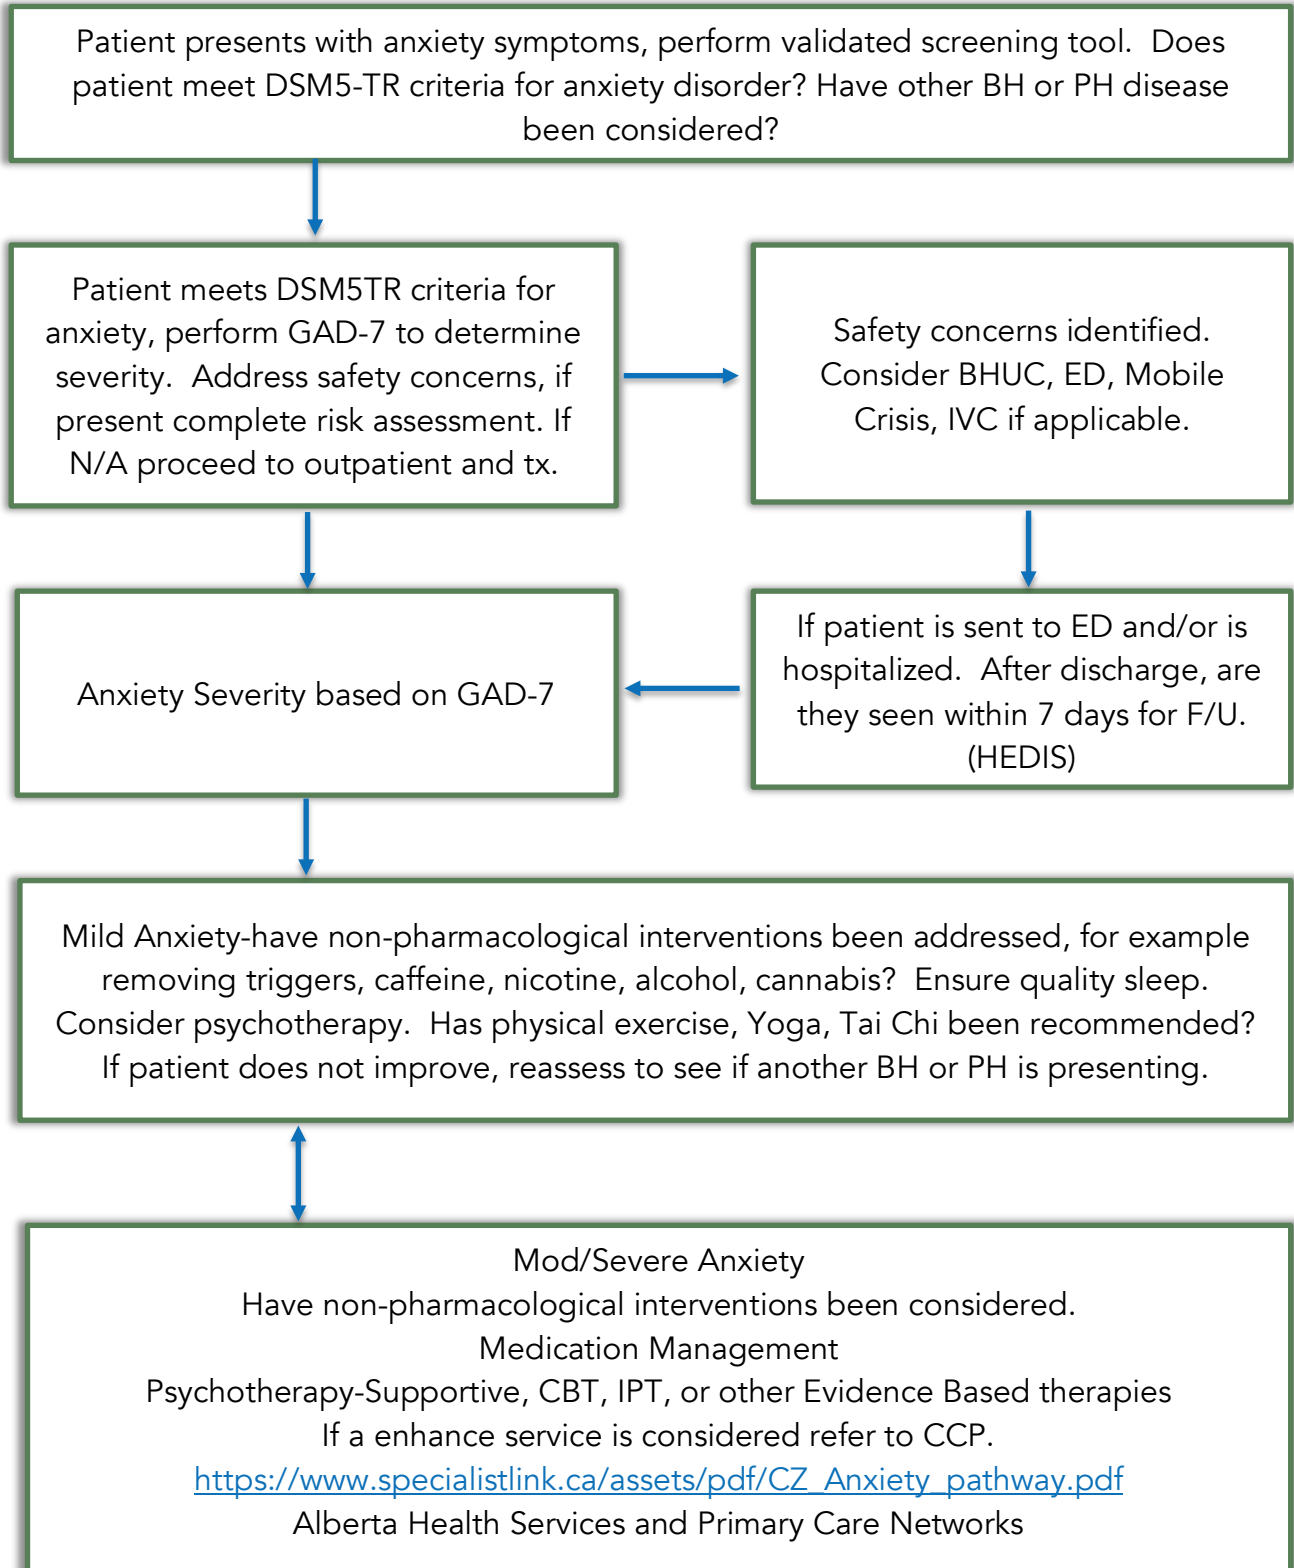 Patient presents with anxiety symptoms, perform validated screening tool.  Does
patient meet DSM5-TR criteria for anxiety disorder? Have other BH or PH disease
been considered?
Patient meets DSM5TR criteria for
anxiety, perform GAD-7 to determine
severity.  Address safety concerns, if
present complete risk assessment. If
N/A proceed to outpatient and tx.
Safety concerns identified.
Consider BHUC, ED, Mobile
Crisis, IVC if applicable.
Anxiety Severity based on GAD-7
If patient is sent to ED and/or is
hospitalized.  After discharge, are
they seen within 7 days for F/U.
(HEDIS)
Mild Anxiety-have non-pharmacological interventions been addressed, for example
removing triggers, caffeine, nicotine, alcohol, cannabis?  Ensure quality sleep.
Consider psychotherapy.  Has physical exercise, Yoga, Tai Chi been recommended?
If patient does not improve, reassess to see if another BH or PH is presenting.
Mod/Severe Anxiety
Have non-pharmacological interventions been considered.
Medication Management
Psychotherapy-Supportive, CBT, IPT, or other Evidence Based therapies
If a enhance service is considered refer to CCP.
https://www.specialistlink.ca/assets/pdf/CZ_Anxiety_pathway.pdf
Alberta Health Services and Primary Care Networks